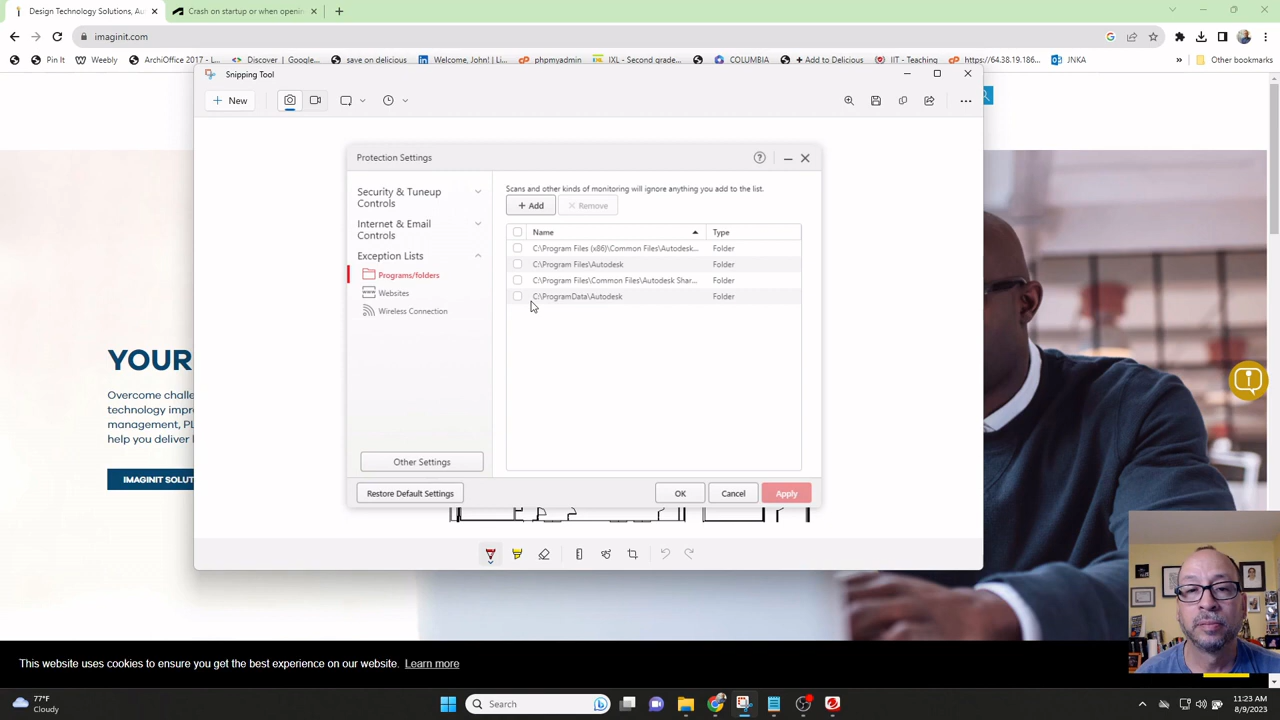 Design Technology Solutions, Au
Crash on startup or when openin
imaginit.com
Pin It
Weebly
ArchiOffice 2017 - L...
Discover | Google...
save on delicious
Welcome, John! | Li...
phpmyadmin
IXL - Second grade...
COLUMBIA
Add to Delicious
IIT - Teaching
https://64.38.19.186...
JNKA
»
Other bookmarks
Snipping Tool
New
Protection Settings
Security & Tuneup
Controls
Internet & Email
Controls
Exception Lists
Programs/folders
Websites
Wireless Connection
Other Settings
Restore Default Settings
Scans and other kinds of monitoring will ignore anything you add to the list.
+ Add
× Remove
Name
Type
C:\Program Files (x86)\Common Files\Autodesk...
Folder
C:\Program Files\Autodesk
Folder
C:\Program Files\Common Files\Autodesk Shar...
Folder
C:\ProgramData\Autodesk
Folder
OK
Cancel
Apply
YOUR
Overcome challe
technology impro
management, PL
help you deliver l
IMAGINIT SOLUT
This website uses cookies to ensure you get the best experience on our website. Learn more
77°F
Cloudy
Search
11:23 AM
8/9/2023